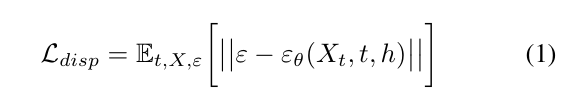 ℒ_{disp} = 𝔼_{t,X,ε}[||ε − ε_θ(X_t, t, h)||] (1)